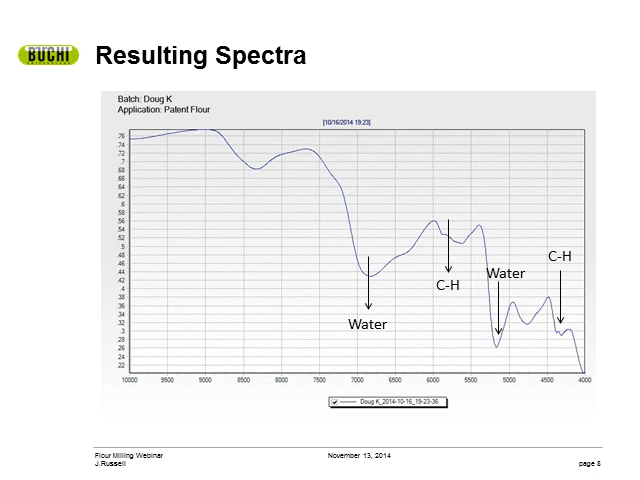 BÜCHI
Resulting Spectra
Batch: Doug K
Application: Patent Flour
[10/16/2014 19:23]
.76
.74
.72
.7
.68
.66
.64
.62
.6
.58
.56
.54
.52
.5
.48
.46
.44
.42
.4
.38
.36
.34
.32
.3
.28
.26
.24
.22
Water
C-H
Water
C-H
10000 9500 9000 8500 8000 7500 7000 6500 6000 5500 5000 4500 4000
Doug K_2014-10-16_19-23-36
Flour Milling Webinar November 13, 2014
J.Russell page 8